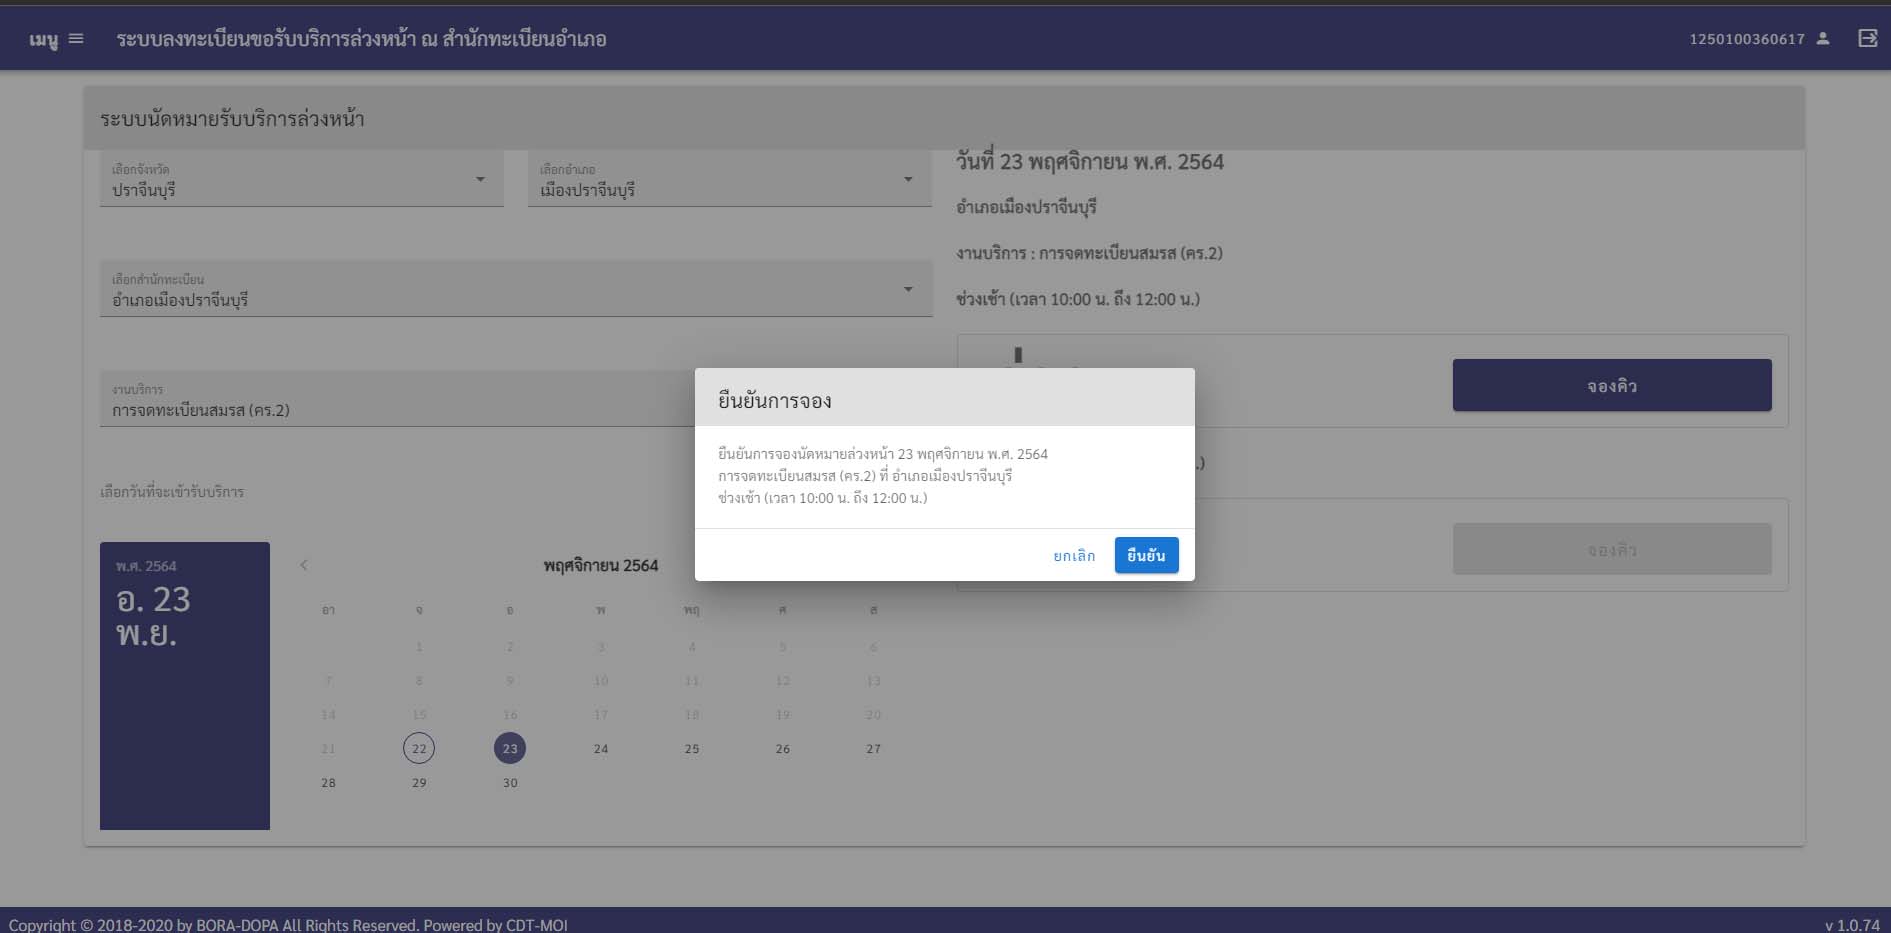 เมนู
ระบบลงทะเบียนขอรับบริการล่วงหน้า ณ สำนักทะเบียนอำเภอ
1250100360617
ระบบนัดหมายรับบริการล่วงหน้า
เลือกจังหวัด
ปราจีนบุรี
เลือกอำเภอ
เมืองปราจีนบุรี
เลือกสำนักทะเบียน
อำเภอเมืองปราจีนบุรี
งานบริการ
การจดทะเบียนสมรส (คร.2)
เลือกวันที่จะเข้ารับบริการ
พ.ศ. 2564
อ. 23
พ.ย.
พฤศจิกายน 2564
อา จ อ พ พฤ ศ ส
1 2 3 4 5 6
7 8 9 10 11 12 13
14 15 16 17 18 19 20
21 22 23 24 25 26 27
28 29 30
วันที่ 23 พฤศจิกายน พ.ศ. 2564
อำเภอเมืองปราจีนบุรี
งานบริการ : การจดทะเบียนสมรส (คร.2)
ช่วงเช้า (เวลา 10:00 น. ถึง 12:00 น.)
จองคิว
.)
จองคิว
ยืนยันการจอง
ยืนยันการจองนัดหมายล่วงหน้า 23 พฤศจิกายน พ.ศ. 2564
การจดทะเบียนสมรส (คร.2) ที่ อำเภอเมืองปราจีนบุรี
ช่วงเช้า (เวลา 10:00 น. ถึง 12:00 น.)
ยกเลิก
ยืนยัน
Copyright © 2018-2020 by BORA-DOPA All Rights Reserved. Powered by CDT-MOI
v 1.0.74